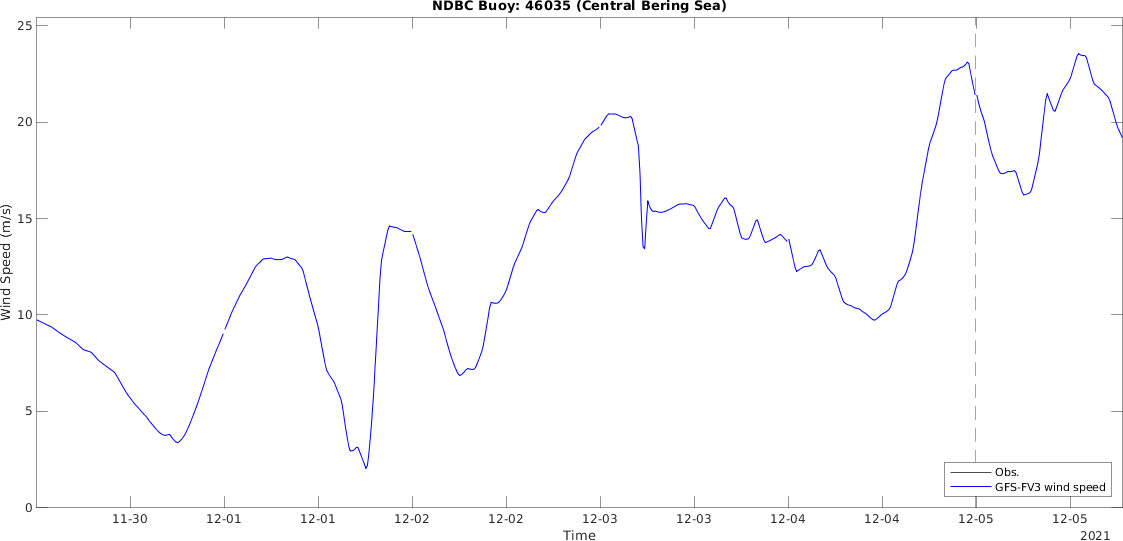 NDBC Buoy: 46035 (Central Bering Sea)
25
20
15
10
5
0
Wind Speed (m/s)
11-30 12-01 12-01 12-02 12-02 12-03 12-03 12-04 12-04 12-05 12-05
Time
2021
Obs.
GFS-FV3 wind speed